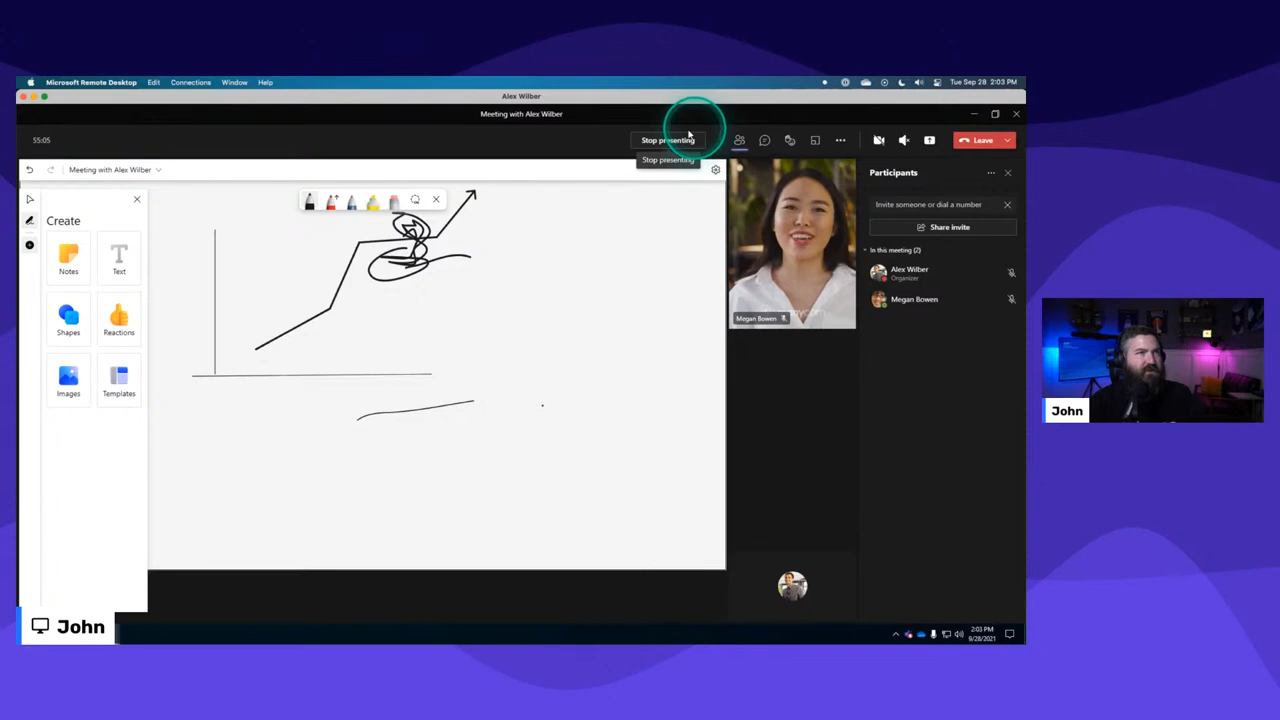 Microsoft Remote Desktop Edit Connections Window Help
Tue Sep 28 2:03 PM
Alex Wilber
Meeting with Alex Wilber
55:05
Stop presenting
Leave
Stop presenting
Meeting with Alex Wilber
Participants
Create
Invite someone or dial a number
Share invite
Notes
Text
In this meeting (2)
Alex Wilber
Organizer
Megan Bowen
Megan Bowen
Shapes
Reactions
Images
Templates
John
John
2:03 PM
9/28/2021